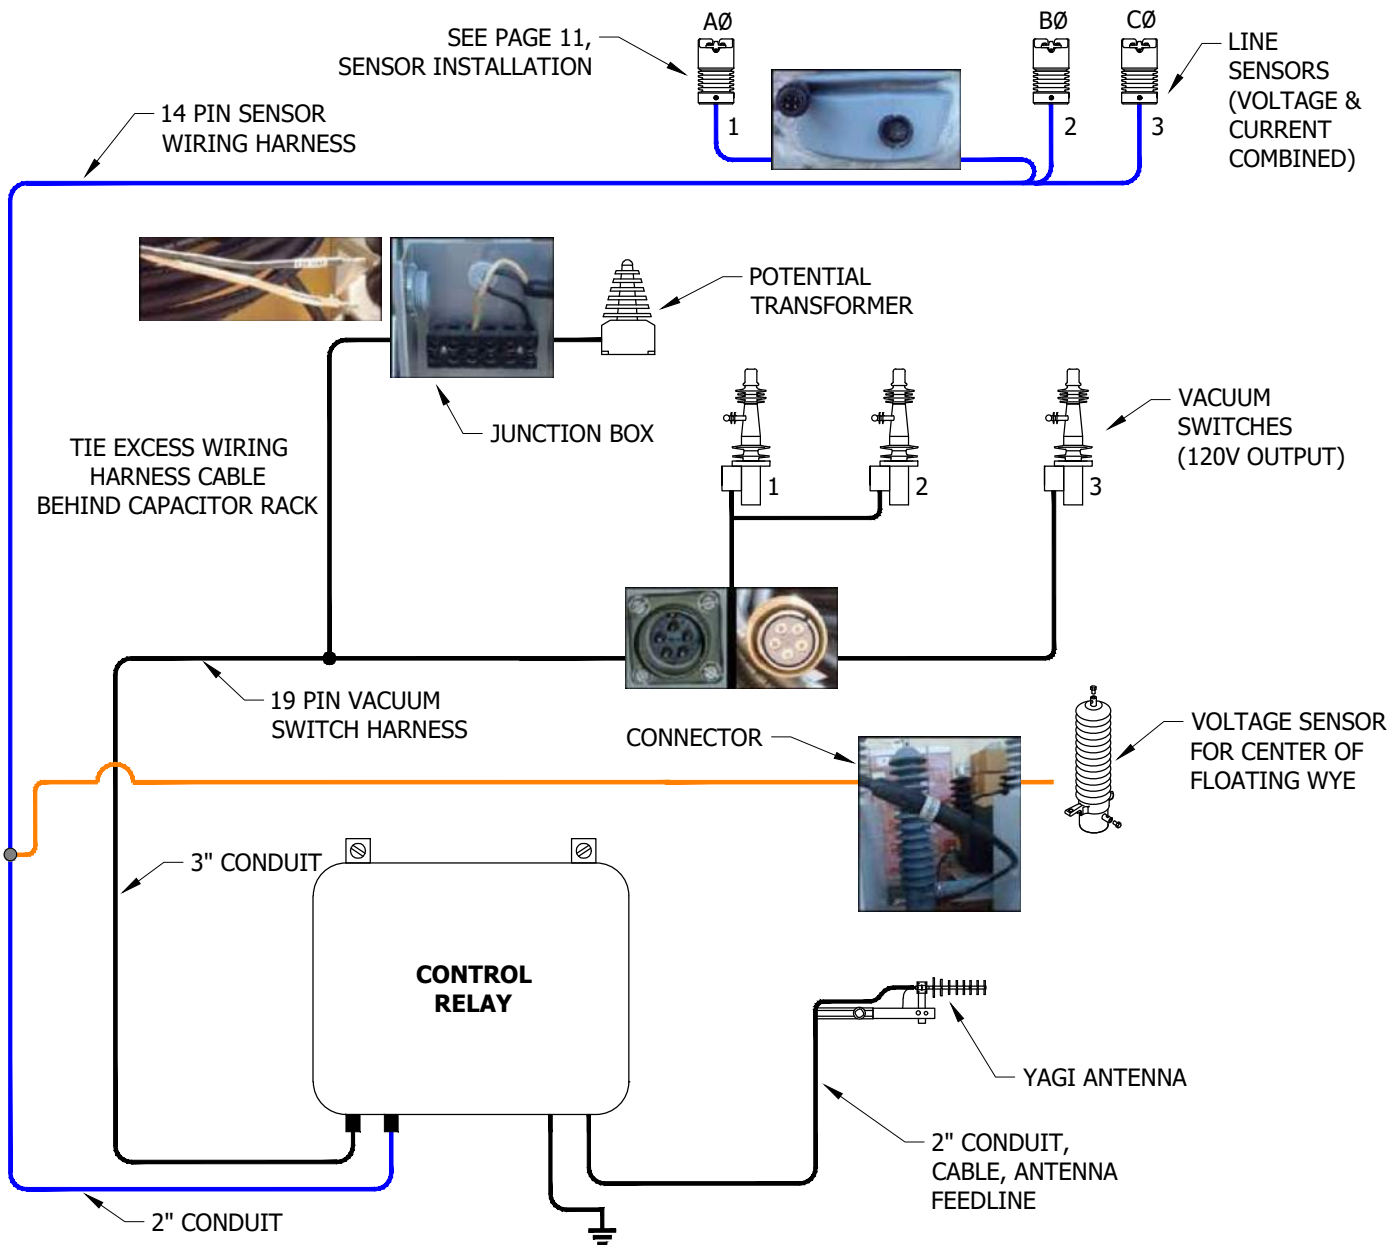 SEE PAGE 11,
SENSOR INSTALLATION
AØ
BØ
CØ
1
2
3
LINE
SENSORS
(VOLTAGE &
CURRENT
COMBINED)
14 PIN SENSOR
WIRING HARNESS
POTENTIAL
TRANSFORMER
JUNCTION BOX
TIE EXCESS WIRING
HARNESS CABLE
BEHIND CAPACITOR RACK
1
2
3
VACUUM
SWITCHES
(120V OUTPUT)
19 PIN VACUUM
SWITCH HARNESS
CONNECTOR
VOLTAGE SENSOR
FOR CENTER OF
FLOATING WYE
3" CONDUIT
CONTROL
RELAY
YAGI ANTENNA
2" CONDUIT,
CABLE, ANTENNA
FEEDLINE
2" CONDUIT